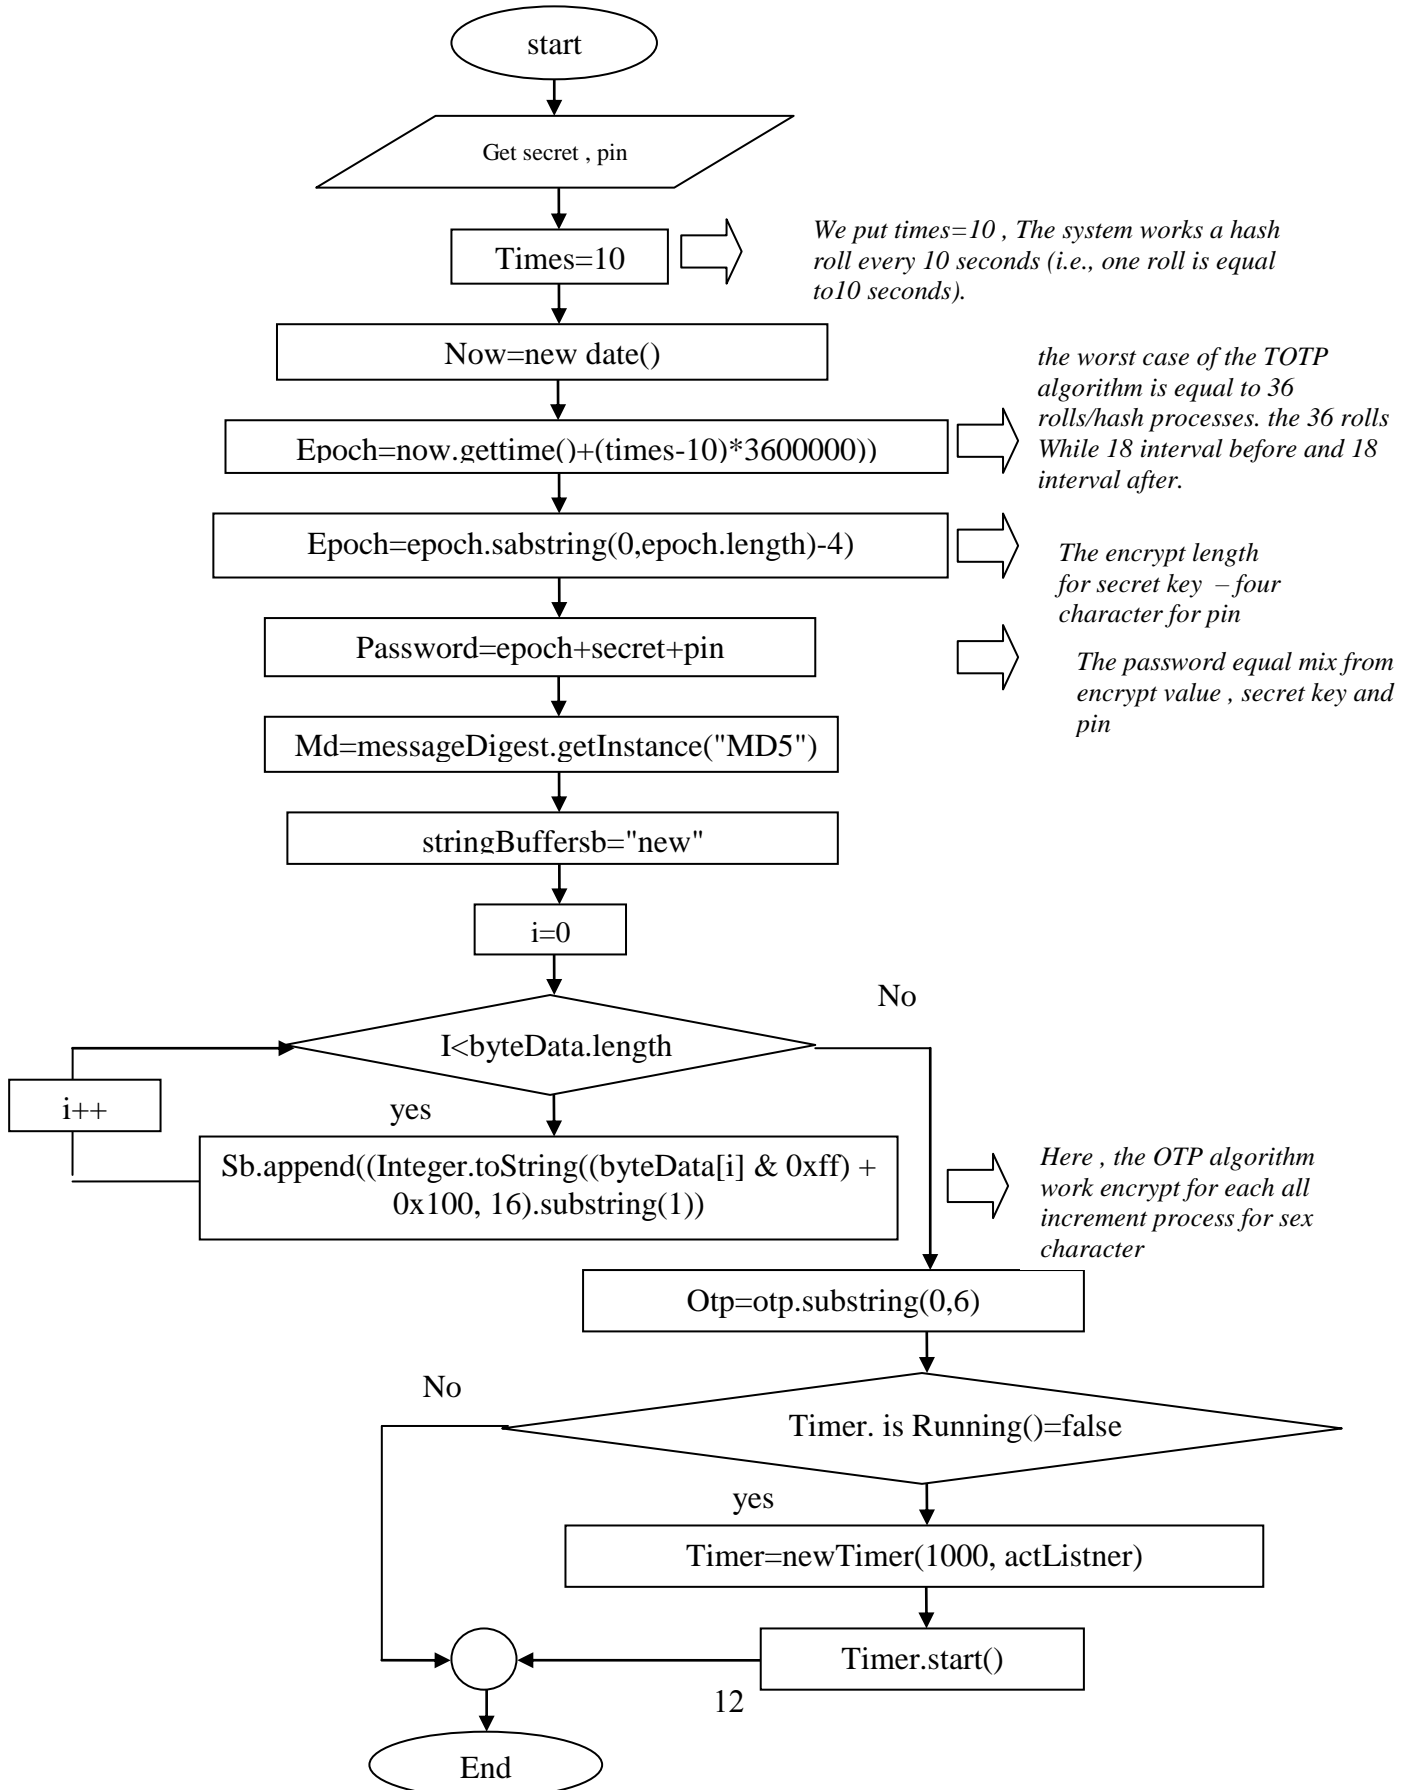 start
Get secret , pin
Times=10
We put times=10 , The system works a hash
roll every 10 seconds (i.e., one roll is equal
to10 seconds).
Now=new date()
the worst case of the TOTP
algorithm is equal to 36
rolls/hash processes. the 36 rolls
While 18 interval before and 18
interval after.
Epoch=now.gettime()+(times-10)*3600000))
Epoch=epoch.sabstring(0,epoch.length)-4)
The encrypt length
for secret key – four
character for pin
Password=epoch+secret+pin
The password equal mix from
encrypt value , secret key and
pin
Md=messageDigest.getInstance("MD5")
stringBuffersb="new"
i=0
No
I<byteData.length
i++
yes
Sb.append((Integer.toString((byteData[i] & 0xff) +
0x100, 16).substring(1))
Here , the OTP algorithm
work encrypt for each all
increment process for sex
character
Otp=otp.substring(0,6)
No
Timer. is Running()=false
yes
Timer=newTimer(1000, actListner)
Timer.start()
12
End